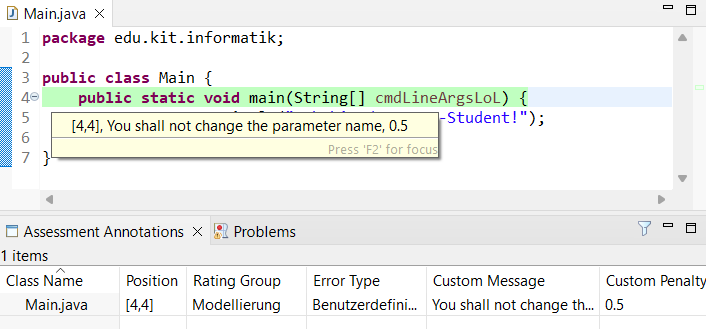 Main.java
1 package edu.kit.informatik;
2
3 public class Main {
4 public static void main(String[] cmdLineArgsLoL) {
5 -Student!");
[4,4], You shall not change the parameter name, 0.5
6
Press 'F2' for focus
7 }
Assessment Annotations Problems
1 items
Class Name Position Rating Group Error Type Custom Message Custom Penalty
Main.java [4,4] Modellierung Benutzerdefini... You shall not change th... 0.5